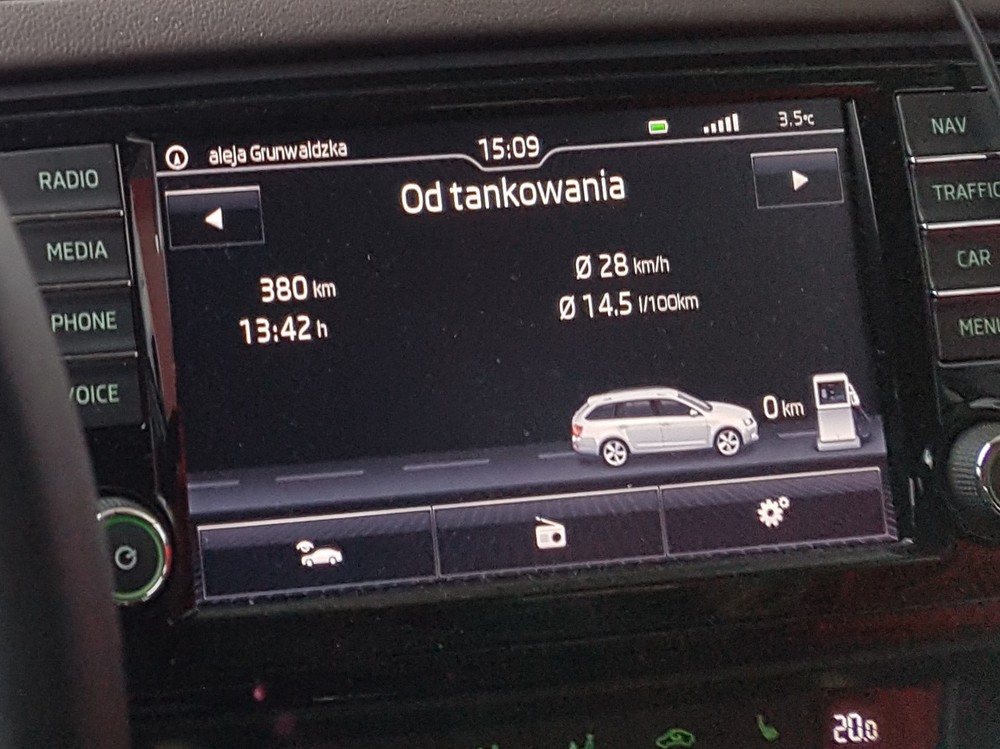 aleja Grunwaldzka 15:09 3.5°C
Od tankowania
380 km
13:42 h
Ø 28 km/h
Ø 14.5 l/100km
0 km
RADIO
MEDIA
PHONE
VOICE
NAV
TRAFFIC
CAR
MENU
20.0